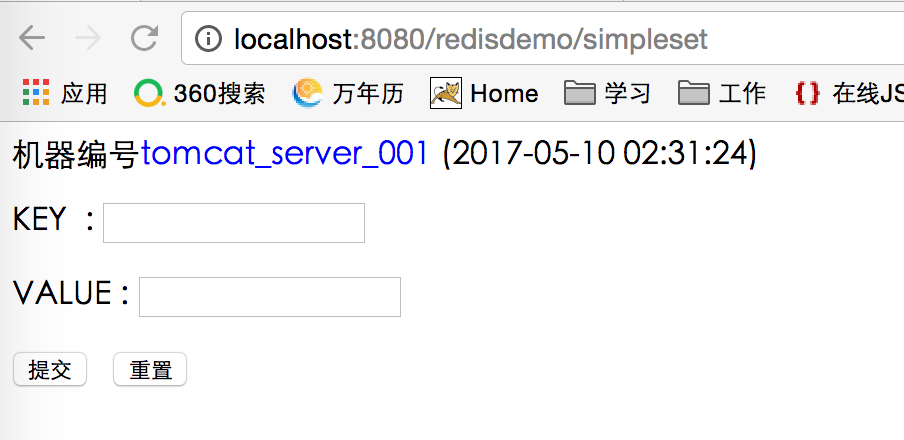 localhost:8080/redisdemo/simpleset
应用 360搜索 万年历 Home 学习 工作 {} 在线JS
机器编号tomcat_server_001 (2017-05-10 02:31:24)
KEY :
VALUE :
提交 重置